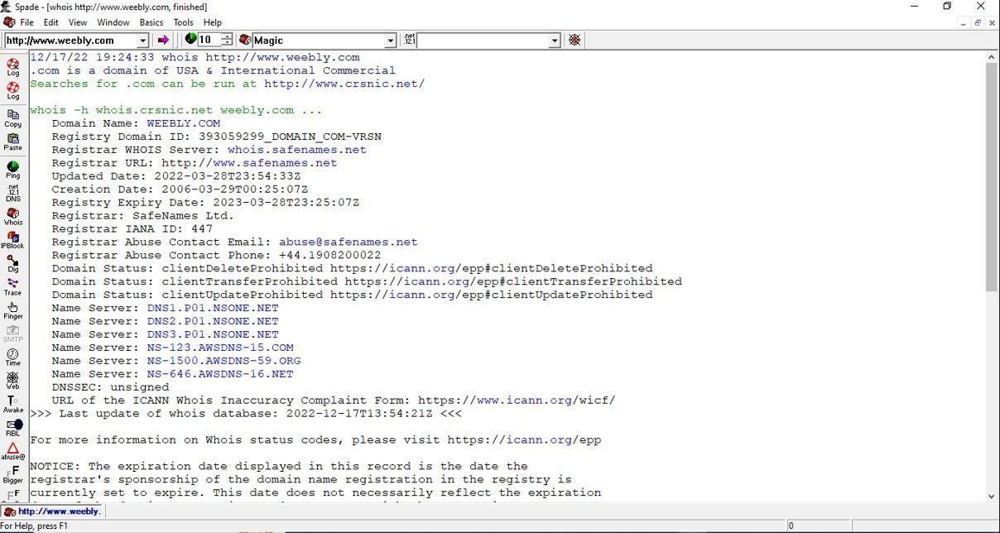 Spade - [whois http://www.weebly.com, finished]
File Edit View Window Basics Tools Help
http://www.weebly.com 10 Magic .net 12.1
12/17/22 19:24:33 whois http://www.weebly.com
.com is a domain of USA & International Commercial
Searches for .com can be run at http://www.crsnic.net/
whois -h whois.crsnic.net weebly.com ...
Domain Name: WEEBLY.COM
Registry Domain ID: 393059299_DOMAIN_COM-VRSN
Registrar WHOIS Server: whois.safenames.net
Registrar URL: http://www.safenames.net
Updated Date: 2022-03-28T23:54:33Z
Creation Date: 2006-03-29T00:25:07Z
Registry Expiry Date: 2023-03-28T23:25:07Z
Registrar: SafeNames Ltd.
Registrar IANA ID: 447
Registrar Abuse Contact Email: abuse@safenames.net
Registrar Abuse Contact Phone: +44.1908200022
Domain Status: clientDeleteProhibited https://icann.org/epp#clientDeleteProhibited
Domain Status: clientTransferProhibited https://icann.org/epp#clientTransferProhibited
Domain Status: clientUpdateProhibited https://icann.org/epp#clientUpdateProhibited
Name Server: DNS1.P01.NSONE.NET
Name Server: DNS2.P01.NSONE.NET
Name Server: DNS3.P01.NSONE.NET
Name Server: NS-123.AWSDNS-15.COM
Name Server: NS-1500.AWSDNS-59.ORG
Name Server: NS-646.AWSDNS-16.NET
DNSSEC: unsigned
URL of the ICANN Whois Inaccuracy Complaint Form: https://www.icann.org/wicf/
>>> Last update of whois database: 2022-12-17T13:54:21Z <<<
For more information on Whois status codes, please visit https://icann.org/epp
NOTICE: The expiration date displayed in this record is the date the
registrar's sponsorship of the domain name registration in the registry is
currently set to expire. This date does not necessarily reflect the expiration
Log
Log
Copy
Paste
Ping
.net
12.1
DNS
Whois
IPBlock
Dig
Trace
Finger
SMTP
Time
Web
Awake
RBL
abuse@
Bigger
http://www.weebly.
For Help, press F1
0